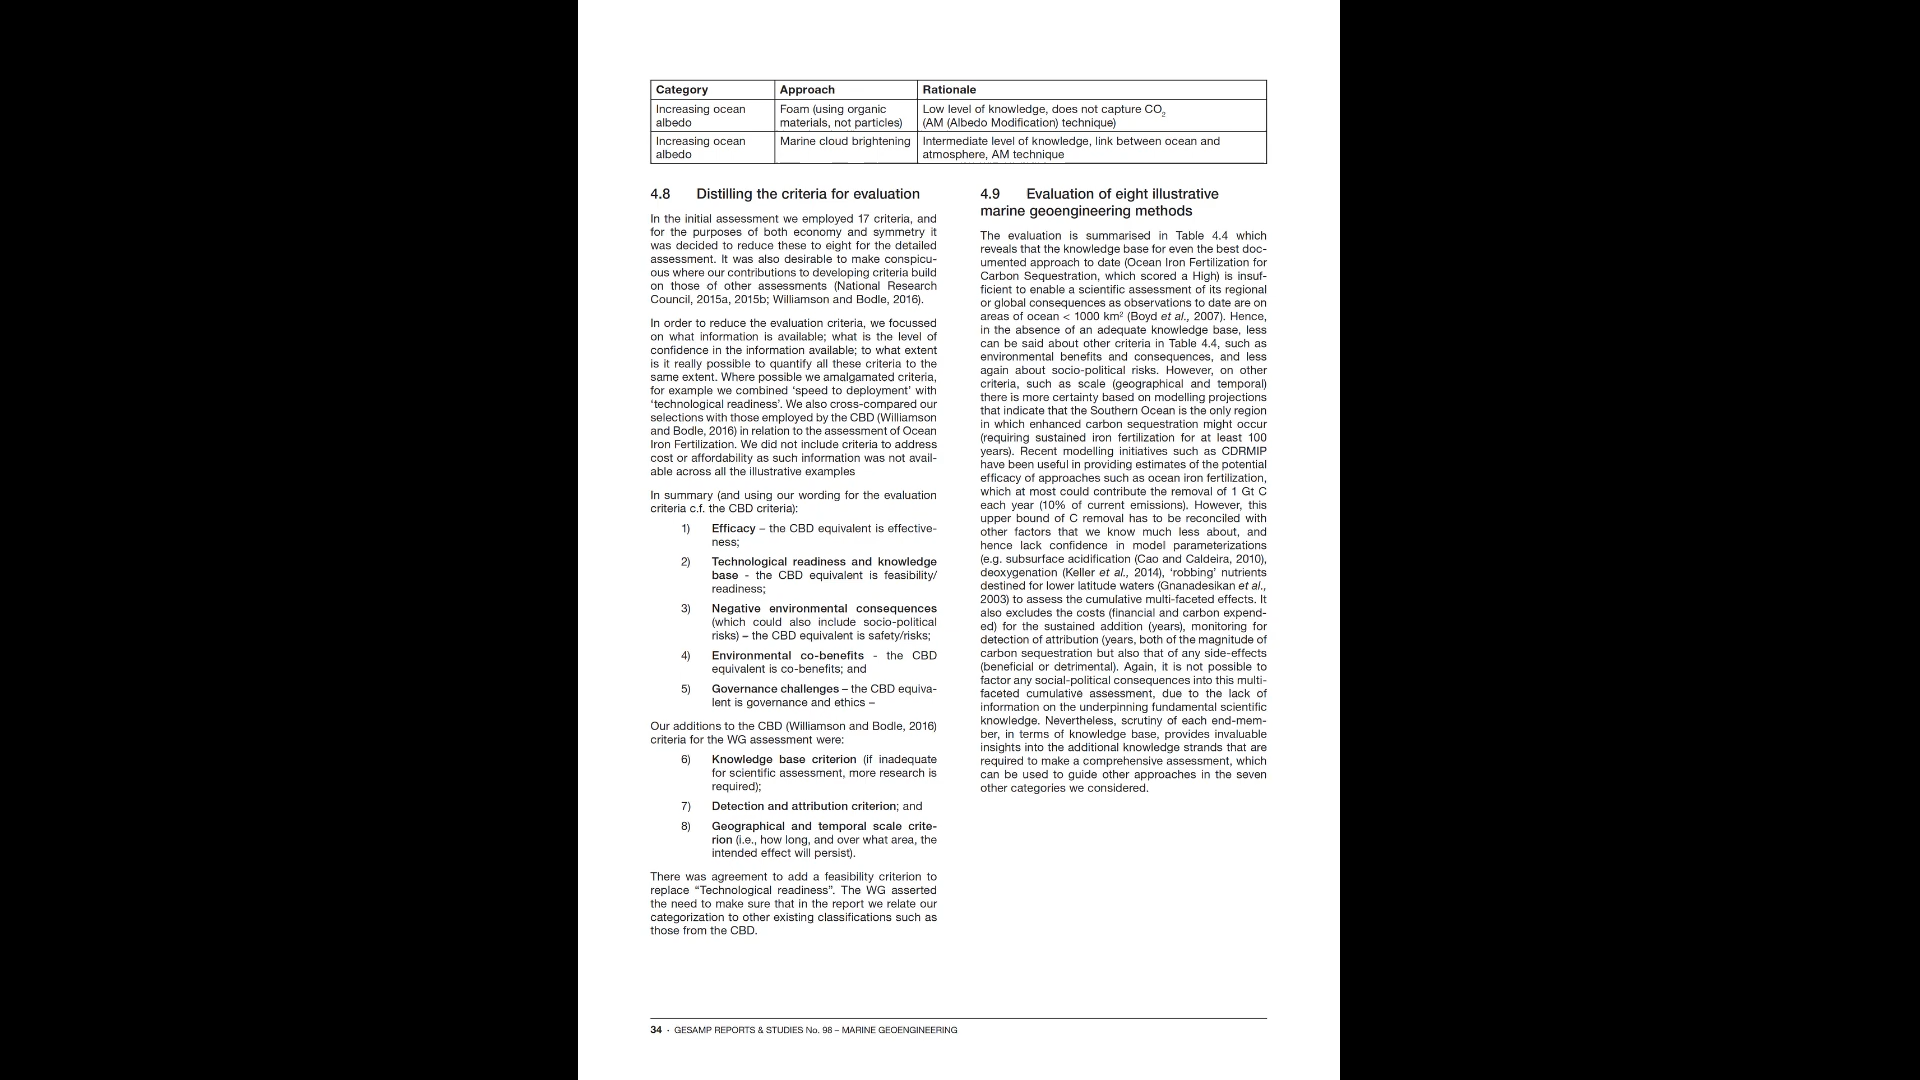 Category Approach Rationale
Increasing ocean Foam (using organic Low level of knowledge, does not capture CO2
albedo materials, not particles) (AM (Albedo Modification) technique)
Increasing ocean Marine cloud brightening Intermediate level of knowledge, link between ocean and
albedo atmosphere, AM technique
4.8 Distilling the criteria for evaluation
In the initial assessment we employed 17 criteria, and
for the purposes of both economy and symmetry it
was decided to reduce these to eight for the detailed
assessment. It was also desirable to make conspicu-
ous where our contributions to developing criteria build
on those of other assessments (National Research
Council, 2015a, 2015b; Williamson and Bodle, 2016).
In order to reduce the evaluation criteria, we focussed
on what information is available; what is the level of
confidence in the information available; to what extent
is it really possible to quantify all these criteria to the
same extent. Where possible we amalgamated criteria,
for example we combined ‘speed to deployment’ with
‘technological readiness’. We also cross-compared our
selections with those employed by the CBD (Williamson
and Bodle, 2016) in relation to the assessment of Ocean
Iron Fertilization. We did not include criteria to address
cost or affordability as such information was not avail-
able across all the illustrative examples
In summary (and using our wording for the evaluation
criteria c.f. the CBD criteria):
1) Efficacy – the CBD equivalent is effective-
ness;
2) Technological readiness and knowledge
base - the CBD equivalent is feasibility/
readiness;
3) Negative environmental consequences
(which could also include socio-political
risks) – the CBD equivalent is safety/risks;
4) Environmental co-benefits - the CBD
equivalent is co-benefits; and
5) Governance challenges – the CBD equiva-
lent is governance and ethics –
Our additions to the CBD (Williamson and Bodle, 2016)
criteria for the WG assessment were:
6) Knowledge base criterion (if inadequate
for scientific assessment, more research is
required);
7) Detection and attribution criterion; and
8) Geographical and temporal scale crite-
rion (i.e., how long, and over what area, the
intended effect will persist).
There was agreement to add a feasibility criterion to
replace “Technological readiness”. The WG asserted
the need to make sure that in the report we relate our
categorization to other existing classifications such as
those from the CBD.
4.9 Evaluation of eight illustrative
marine geoengineering methods
The evaluation is summarised in Table 4.4 which
reveals that the knowledge base for even the best doc-
umented approach to date (Ocean Iron Fertilization for
Carbon Sequestration, which scored a High) is insuf-
ficient to enable a scientific assessment of its regional
or global consequences as observations to date are on
areas of ocean < 1000 km² (Boyd et al., 2007). Hence,
in the absence of an adequate knowledge base, less
can be said about other criteria in Table 4.4, such as
environmental benefits and consequences, and less
again about socio-political risks. However, on other
criteria, such as scale (geographical and temporal)
there is more certainty based on modelling projections
that indicate that the Southern Ocean is the only region
in which enhanced carbon sequestration might occur
(requiring sustained iron fertilization for at least 100
years). Recent modelling initiatives such as CDRMIP
have been useful in providing estimates of the potential
efficacy of approaches such as ocean iron fertilization,
which at most could contribute the removal of 1 Gt C
each year (10% of current emissions). However, this
upper bound of C removal has to be reconciled with
other factors that we know much less about, and
hence lack confidence in model parameterizations
(e.g. subsurface acidification (Cao and Caldeira, 2010),
deoxygenation (Keller et al., 2014), ‘robbing’ nutrients
destined for lower latitude waters (Gnanadesikan et al.,
2003) to assess the cumulative multi-faceted effects. It
also excludes the costs (financial and carbon expend-
ed) for the sustained addition (years), monitoring for
detection of attribution (years, both of the magnitude of
carbon sequestration but also that of any side-effects
(beneficial or detrimental). Again, it is not possible to
factor any social-political consequences into this multi-
faceted cumulative assessment, due to the lack of
information on the underpinning fundamental scientific
knowledge. Nevertheless, scrutiny of each end-mem-
ber, in terms of knowledge base, provides invaluable
insights into the additional knowledge strands that are
required to make a comprehensive assessment, which
can be used to guide other approaches in the seven
other categories we considered.
34 · GESAMP REPORTS & STUDIES No. 98 – MARINE GEOENGINEERING